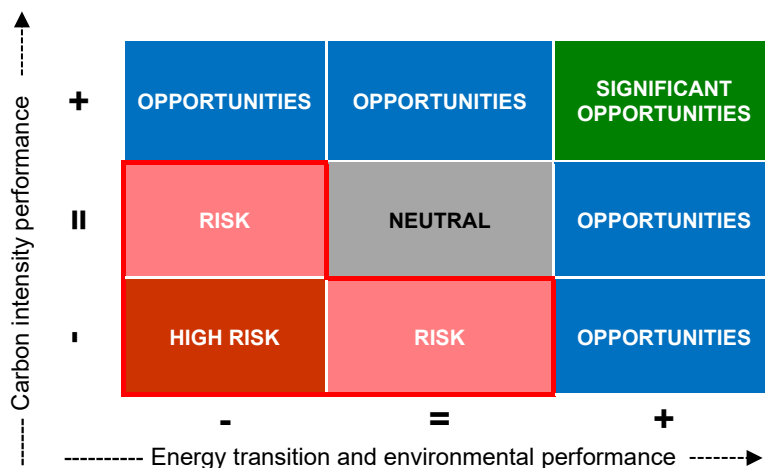 Carbon intensity performance
+
OPPORTUNITIES
OPPORTUNITIES
SIGNIFICANT
OPPORTUNITIES
=
RISK
NEUTRAL
OPPORTUNITIES
-
HIGH RISK
RISK
OPPORTUNITIES
- = +
Energy transition and environmental performance